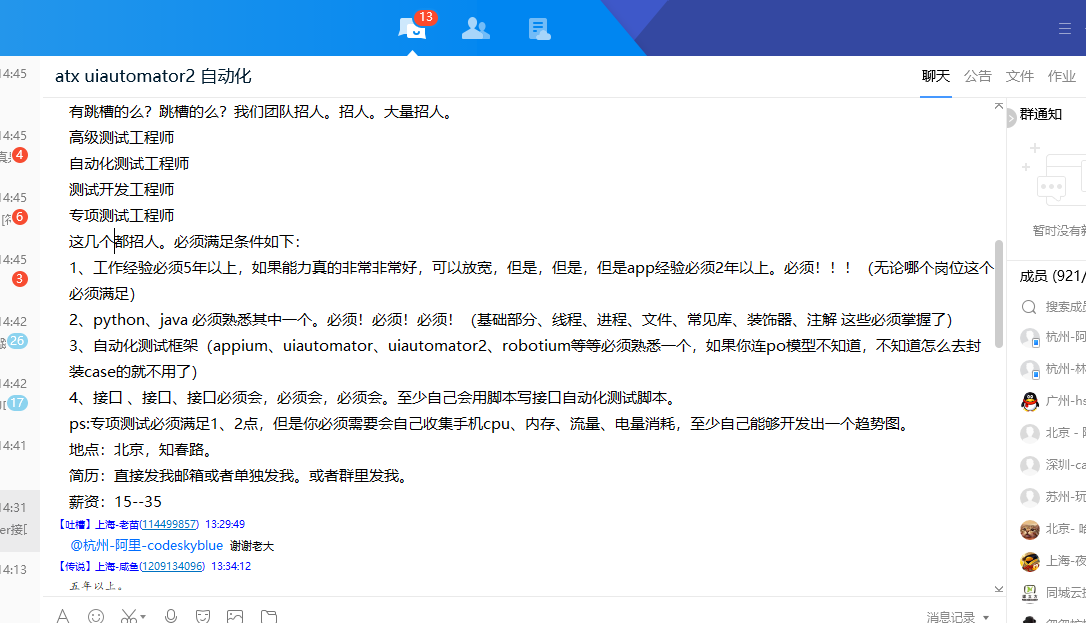 13
atx uiautomator2 自动化
聊天 公告 文件 作业
14:45
14:45
4
14:45
6
14:45
3
14:42
26
14:42
17
14:41
14:31
er接口
14:13
有跳槽的么？跳槽的么？我们团队招人。招人。大量招人。
高级测试工程师
自动化测试工程师
测试开发工程师
专项测试工程师
这几个都招人。必须满足条件如下：
1、工作经验必须5年以上，如果能力真的非常非常好，可以放宽，但是，但是，但是app经验必须2年以上。必须！！！（无论哪个岗位这个
必须满足）
2、python、java 必须熟悉其中一个。必须！必须！必须！（基础部分、线程、进程、文件、常见库、装饰器、注解 这些必须掌握了）
3、自动化测试框架（appium、uiautomator、uiautomator2、robotium等等必须熟悉一个，如果你连po模型不知道，不知道怎么去封
装case的就不用了）
4、接口 、接口、接口必须会，必须会，必须会。至少自己会用脚本写接口自动化测试脚本。
ps:专项测试必须满足1、2点，但是你必须需要会自己收集手机cpu、内存、流量、电量消耗，至少自己能够开发出一个趋势图。
地点：北京，知春路。
简历：直接发我邮箱或者单独发我。或者群里发我。
薪资：15--35
【吐槽】上海-老苗(114499857) 13:29:49
@杭州-阿里-codeskyblue 谢谢老大
【传说】上海-咸鱼(1209134096) 13:34:12
五年以上。
消息记录
群通知
暂时没有新
成员 (921/
搜索成员
杭州-阿
杭州-林
广州-hs
北京 -
深圳-ca
苏州-玩
北京- 哈
上海-夜
同城云投